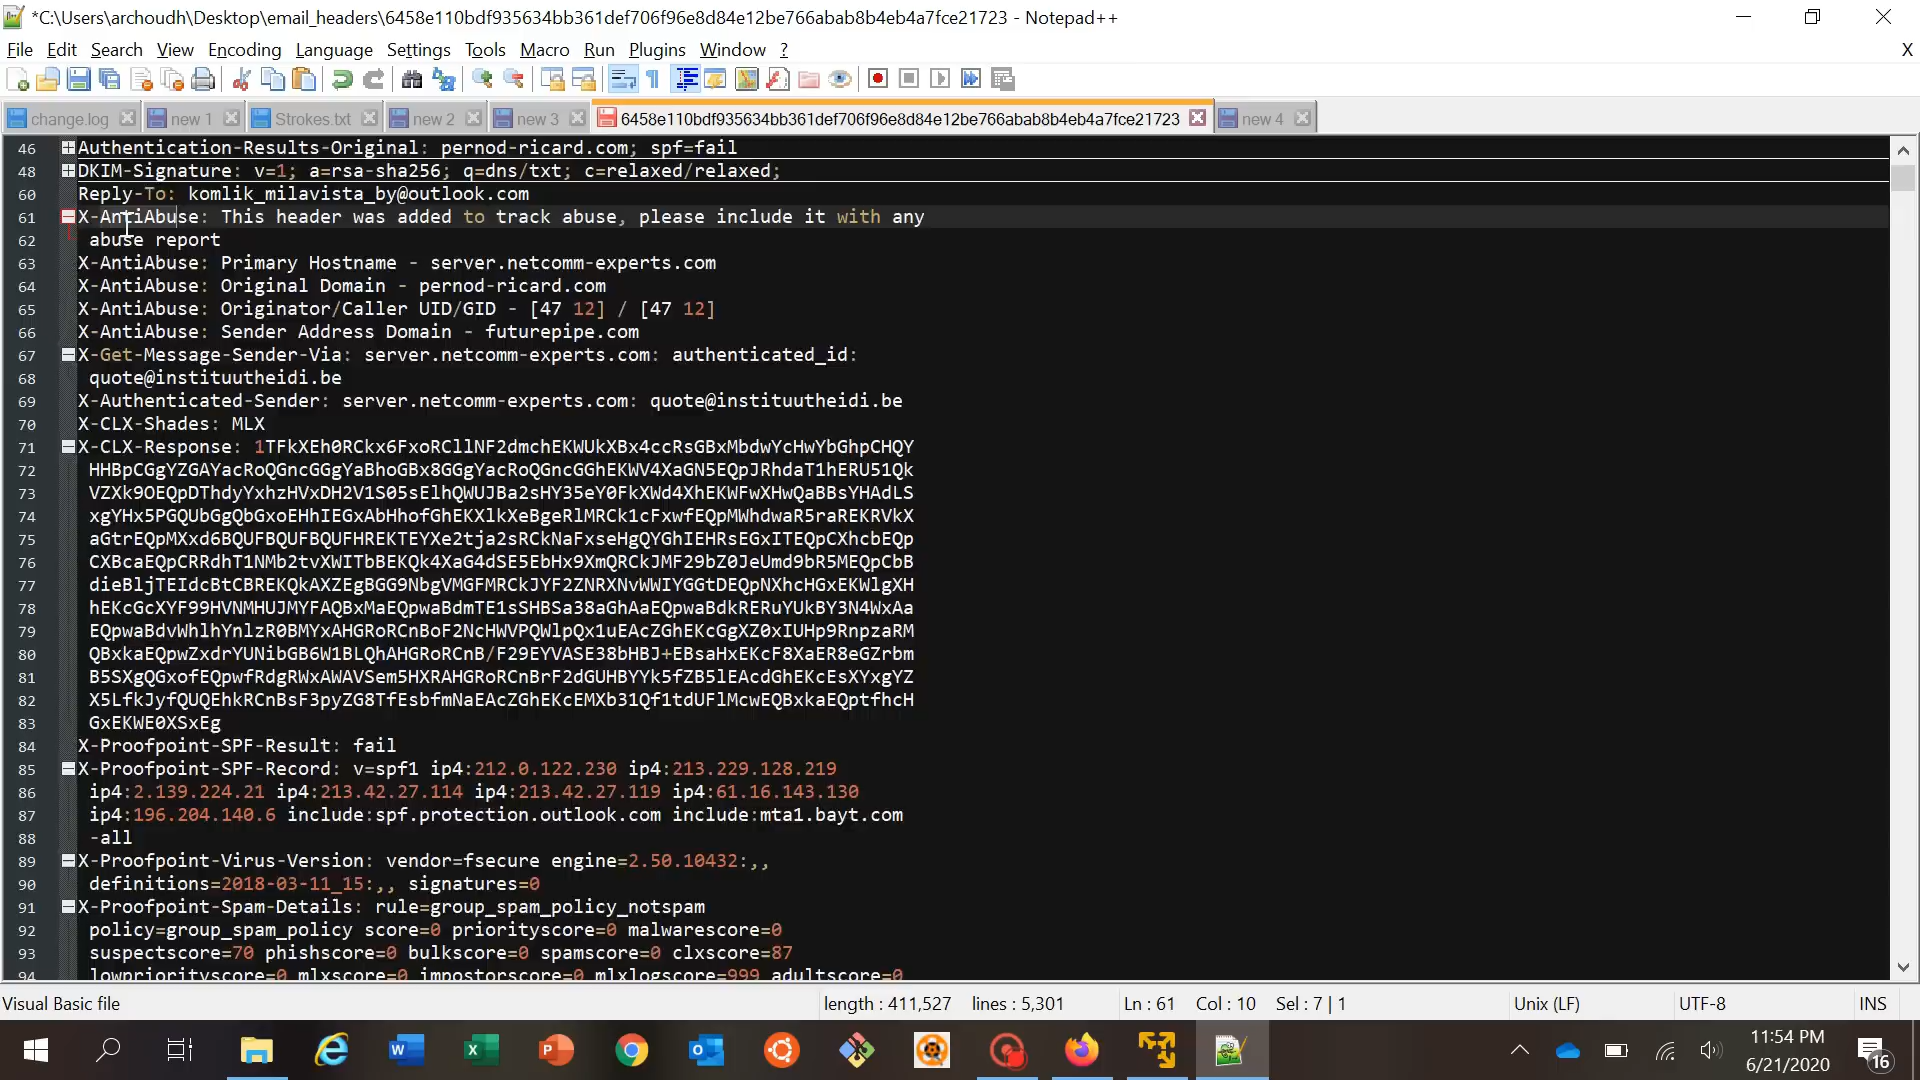 *C:\Users\archoudh\Desktop\email_headers\6458e110bdf935634bb361def706f96e8d84e12be766abab8b4eb4a7fce21723 - Notepad++
File Edit Search View Encoding Language Settings Tools Macro Run Plugins Window ? X
change.log new 1 Strokes.txt new 2 new 3 6458e110bdf935634bb361def706f96e8d84e12be766abab8b4eb4a7fce21723 new 4
46 Authentication-Results-Original: pernod-ricard.com; spf=fail
48 DKIM-Signature: v=1; a=rsa-sha256; q=dns/txt; c=relaxed/relaxed;
60 Reply-To: komlik_milavista_by@outlook.com
61 X-AntiAbuse: This header was added to track abuse, please include it with any
62 abuse report
63 X-AntiAbuse: Primary Hostname - server.netcomm-experts.com
64 X-AntiAbuse: Original Domain - pernod-ricard.com
65 X-AntiAbuse: Originator/Caller UID/GID - [47 12] / [47 12]
66 X-AntiAbuse: Sender Address Domain - futurepipe.com
67 X-Get-Message-Sender-Via: server.netcomm-experts.com: authenticated_id:
68 quote@instituutheidi.be
69 X-Authenticated-Sender: server.netcomm-experts.com: quote@instituutheidi.be
70 X-CLX-Shades: MLX
71 X-CLX-Response: 1TFkXEh0RCkx6FxoRCllNF2dmchEKWUkXBx4ccRsGBxMbdwYcHwYbGhpCHQY
72 HHBpCGgYZGAYacRoQGncGGgYaBhoGBx8GGgYacRoQGncGGhEKWV4XaGN5EQpJRhdaT1hERU51Qk
73 VZXk9OEQpDThdyYxhzHVxDH2V1S05sElhQWUJBa2sHY35eY0FkXWd4XhEKWFwXHwQaBBsYHAdLS
74 xgYHx5PGQUbGgQbGxoEHhIEGxAbHhofGhEKXlkXeBgeRlMRCk1cFxwfEQpMWhdwaR5raREKRVkX
75 aGtrEQpMXxd6BQUFBQUFBQUFHREKTEYXe2tja2sRCkNaFxseHgQYGhIEHRsEGxITEQpCXhcbEQp
76 CXBcaEQpCRRdhT1NMb2tvXWITbBEKQk4XaG4dSE5EbHx9XmQRCkJMF29bZ0JeUmd9bR5MEQpCbB
77 dieBljTEIdcBtCBREKQkAXZEgBGG9NbgVMGFMRCkJYF2ZNRXNvWWIYGGtDEQpNXhcHGxEKWlgXH
78 hEKcGcXYF99HVNMHUJMYFAQBxMaEQpwaBdmTE1sSHBSa38aGhAaEQpwaBdkRERuYUkBY3N4WxAa
79 EQpwaBdvWhlhYnlzR0BMYxAHGRoRCnBoF2NcHWVPQWlpQx1uEAcZGhEKcGgXZ0xIUHp9RnpzaRM
80 QBxkaEQpwZxdrYUNibGB6W1BLQhAHGRoRCnB/F29EYVASE38bHBJ+EBsaHxEKcF8XaER8eGZrbm
81 B5SXgQGxofEQpwfRdgRWxAWAVSem5HXRAHGRoRCnBrF2dGUHBYYk5fZB5lEAcdGhEKcEsXYxgYZ
82 X5LfkJyfQUQEhkRCnBsF3pyZG8TfEsbfmNaEAcZGhEKcEMXb31Qf1tdUFlMcwEQBxkaEQptfhcH
83 GxEKWE0XSxEg
84 X-Proofpoint-SPF-Result: fail
85 X-Proofpoint-SPF-Record: v=spf1 ip4:212.0.122.230 ip4:213.229.128.219
86 ip4:2.139.224.21 ip4:213.42.27.114 ip4:213.42.27.119 ip4:61.16.143.130
87 ip4:196.204.140.6 include:spf.protection.outlook.com include:mta1.bayt.com
88 -all
89 X-Proofpoint-Virus-Version: vendor=fsecure engine=2.50.10432:,,
90 definitions=2018-03-11_15:,, signatures=0
91 X-Proofpoint-Spam-Details: rule=group_spam_policy_notspam
92 policy=group_spam_policy score=0 priorityscore=0 malwarescore=0
93 suspectscore=70 phishscore=0 bulkscore=0 spamscore=0 clxscore=87
94 lowpriorityscore=0 mlxscore=0 impostorscore=0 mlxlogscore=999 adultscore=0
Visual Basic file length : 411,527 lines : 5,301 Ln : 61 Col : 10 Sel : 7 | 1 Unix (LF) UTF-8 INS
11:54 PM
6/21/2020
16